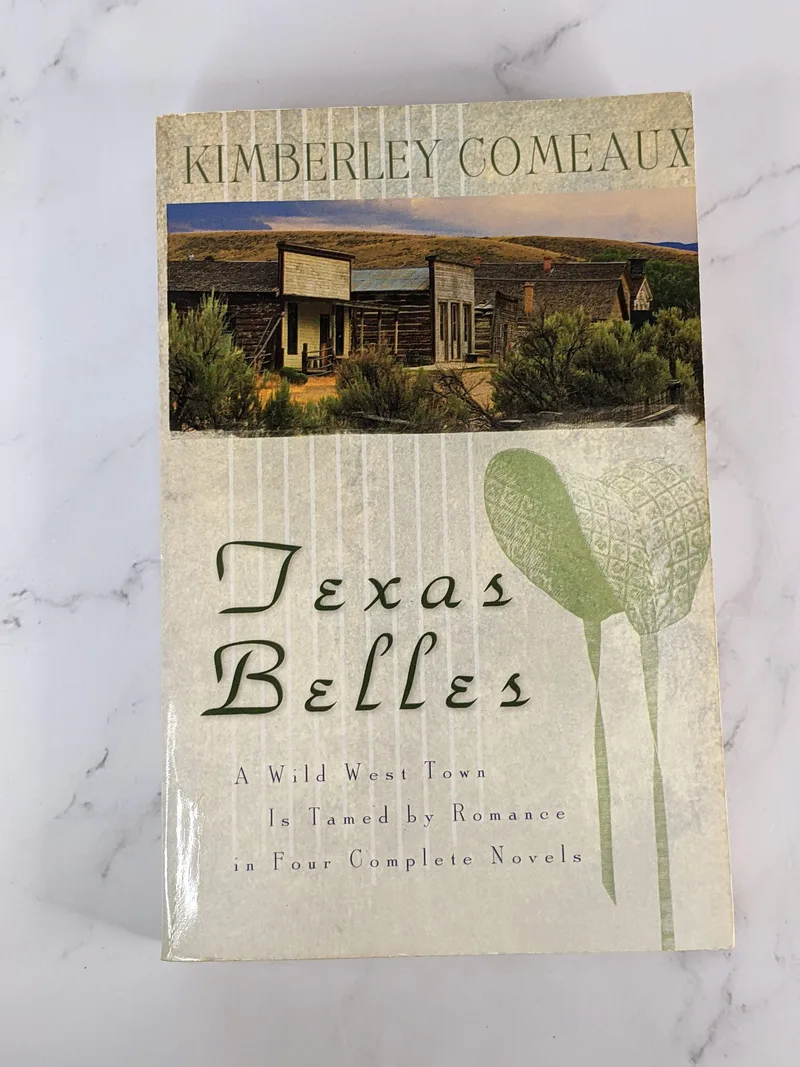 KIMBERLEY COMEAUX
Texas
Belles
A Wild West Town
Is Tamed by Romance
in Four Complete Novels